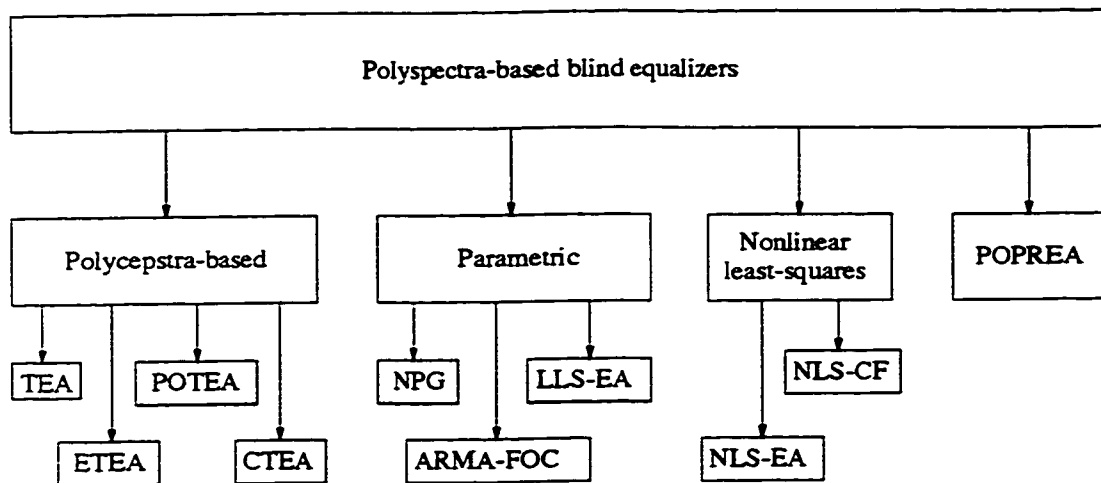 Polyspectra-based blind equalizers
Polycepstra-based
Parametric
Nonlinear
least-squares
POPREA
TEA
POTEA
NPG
LLS-EA
NLS-CF
ETEA
CTEA
ARMA-FOC
NLS-EA